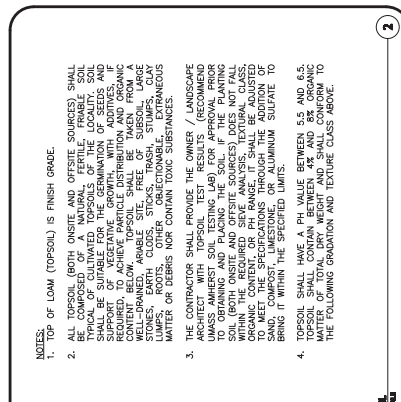 NOTES:
1. TOP OF LOAM (TOPSOIL) IS FINISH GRADE.
2. ALL TOPSOIL (BOTH ONSITE AND OFFSITE SOURCES) SHALL
BE COMPOSED OF A NATURAL, FERTILE, FRIABLE SOIL
TYPICAL OF CULTIVATED TOPSOILS OF THE LOCALITY. SOIL
SHALL BE SUITABLE FOR THE GERMINATION OF SEEDS AND
SUPPORT OF VEGETATIVE GROWTH, WITH ADDITIVES, IF
REQUIRED, TO ACHIEVE PARTICLE DISTRIBUTION AND ORGANIC
CONTENT BELOW. TOPSOIL SHALL BE TAKEN FROM A
WELL-DRAINED, ARABLE SITE, FREE OF SUBSOIL, LARGE
STONES, EARTH CLODS, STICKS, TRASH, STUMPS, CLAY
LUMPS, ROOTS, OTHER OBJECTIONABLE, EXTRANEOUS
MATTER OR DEBRIS NOR CONTAIN TOXIC SUBSTANCES.
3. THE CONTRACTOR SHALL PROVIDE THE OWNER / LANDSCAPE
ARCHITECT WITH TOPSOIL TEST RESULTS (RECOMMEND
UMASS AMHERST SOIL TESTING LAB) FOR APPROVAL PRIOR
TO OBTAINING AND PLACING THE SOIL. IF THE PLANTING
SOIL (BOTH ONSITE AND OFFSITE SOURCES) DOES NOT FALL
WITHIN THE REQUIRED SIEVE ANALYSIS, TEXTURAL CLASS,
ORGANIC CONTENT, OR PH RANGE, IT SHALL BE ADJUSTED
TO MEET THE SPECIFICATIONS THROUGH THE ADDITION OF
SAND, COMPOST, LIMESTONE, OR ALUMINUM SULFATE TO
BRING IT WITHIN THE SPECIFIED LIMITS.
4. TOPSOIL SHALL HAVE A PH VALUE BETWEEN 5.5 AND 6.5.
TOPSOIL SHALL CONTAIN BETWEEN 4% AND 8% ORGANIC
MATTER OF TOTAL DRY WEIGHT AND SHALL CONFORM TO
THE FOLLOWING GRADATION AND TEXTURE CLASS ABOVE.
2